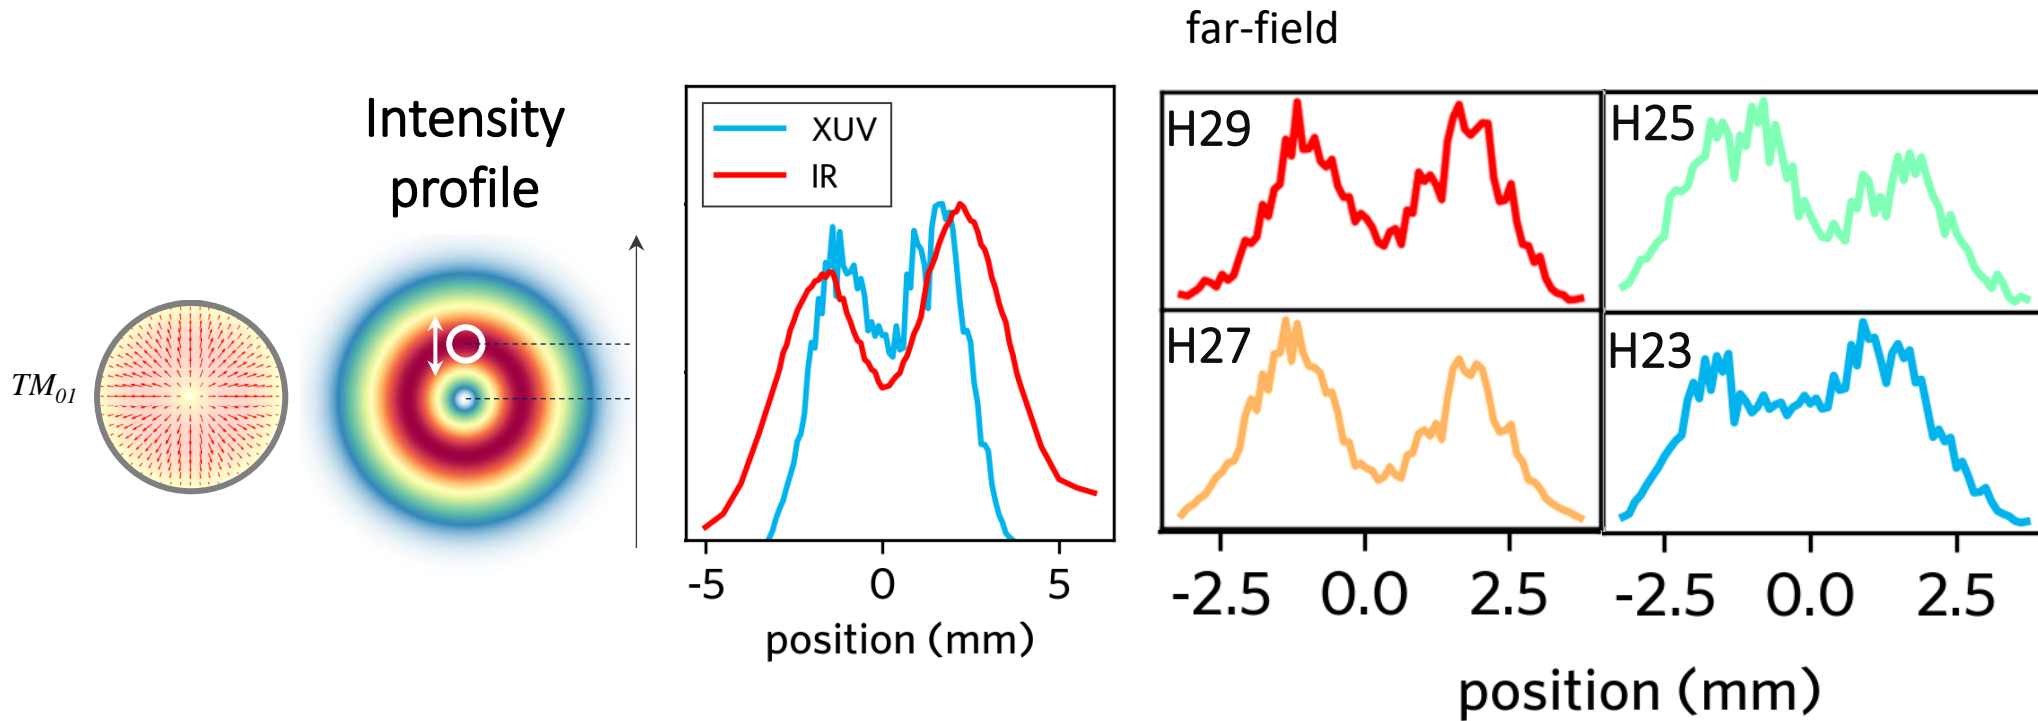 far-field
Intensity
profile
TM01
XUV
IR
-5 0 5
position (mm)
H29
H25
H27
H23
-2.5 0.0 2.5
-2.5 0.0 2.5
position (mm)